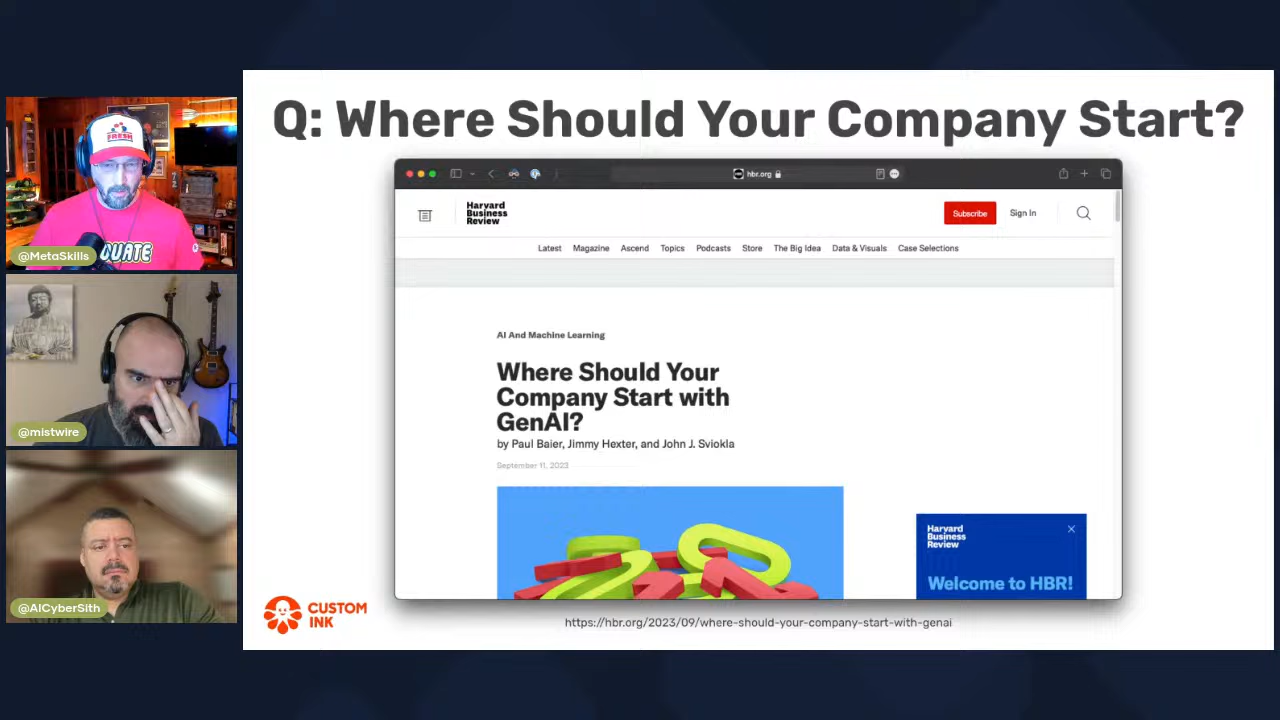 Q: Where Should Your Company Start?
hbr.org
Harvard
Business
Review
Subscribe
Sign In
Latest
Magazine
Ascend
Topics
Podcasts
Store
The Big Idea
Data & Visuals
Case Selections
AI And Machine Learning
Where Should Your
Company Start with
GenAI?
by Paul Baier, Jimmy Hexter, and John J. Sviokla
September 11, 2023
Harvard
Business
Review
Welcome to HBR!
CUSTOM
INK
https://hbr.org/2023/09/where-should-your-company-start-with-genai
FRESH
@MetaSkills
@mistwire
@AICyberSith